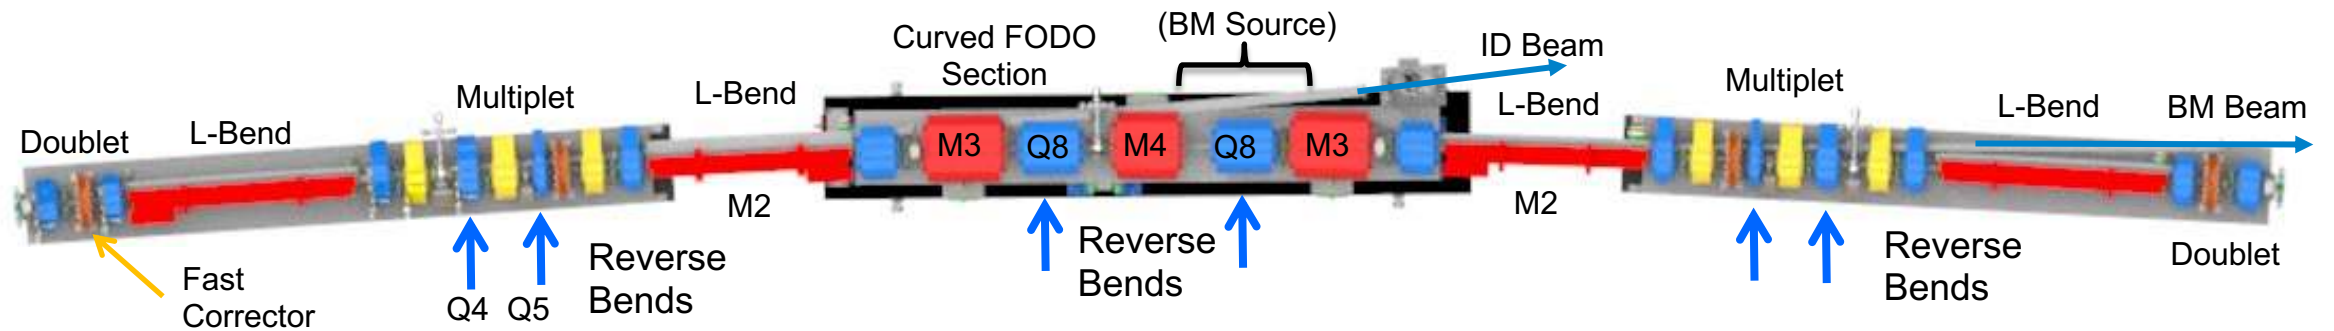 Doublet
L-Bend
Multiplet
L-Bend
Curved FODO
Section
(BM Source)
ID Beam
L-Bend
Multiplet
L-Bend
BM Beam
M3
Q8
M4
Q8
M3
M2
M2
Fast
Corrector
Q4
Q5
Reverse
Bends
Reverse
Bends
Reverse
Bends
Doublet